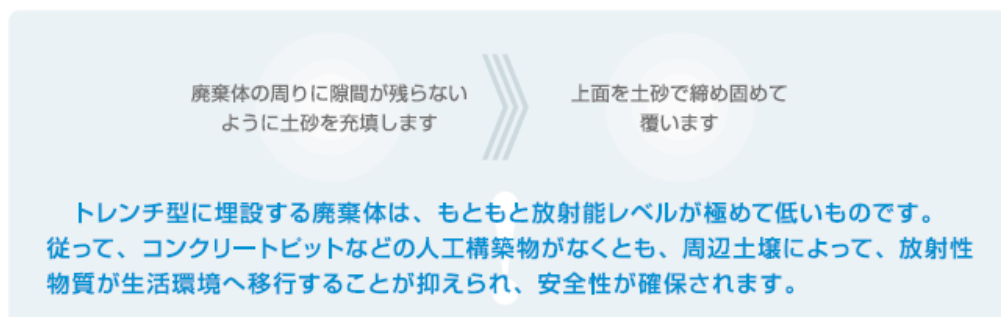 廃棄体の周りに隙間が残らない
ように土砂を充填します
上面を土砂で締め固めて
覆います
トレンチ型に埋設する廃棄体は、もともと放射能レベルが極めて低いものです。
従って、コンクリートピットなどの人工構築物がなくとも、周辺土壌によって、放射性
物質が生活環境へ移行することが抑えられ、安全性が確保されます。